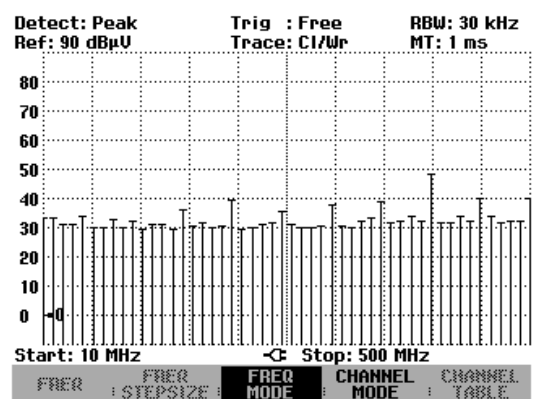 Detect: Peak Trig : Free RBW: 30 kHz
Ref: 90 dBµV Trace: Cl/Wr MT: 1 ms
80
70
60
50
40
30
20
10
0
Start: 10 MHz Stop: 500 MHz
FREQ FREQ STEPSIZE FREQ MODE CHANNEL MODE CHANNEL TABLE